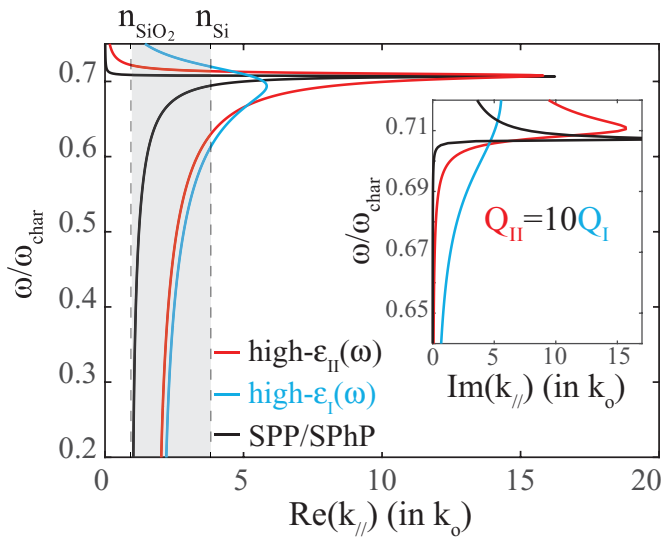 n_SiO₂ n_Si
0.7
0.6
0.5
0.4
0.3
0.2
ω/ω_char
0 5 10 15 20
Re(k_//) (in k_o)
high-ε_II(ω)
high-ε_I(ω)
SPP/SPhP
0.71
0.69
0.67
0.65
ω/ω_char
Q_II=10Q_I
0 5 10 15
Im(k_//) (in k_o)